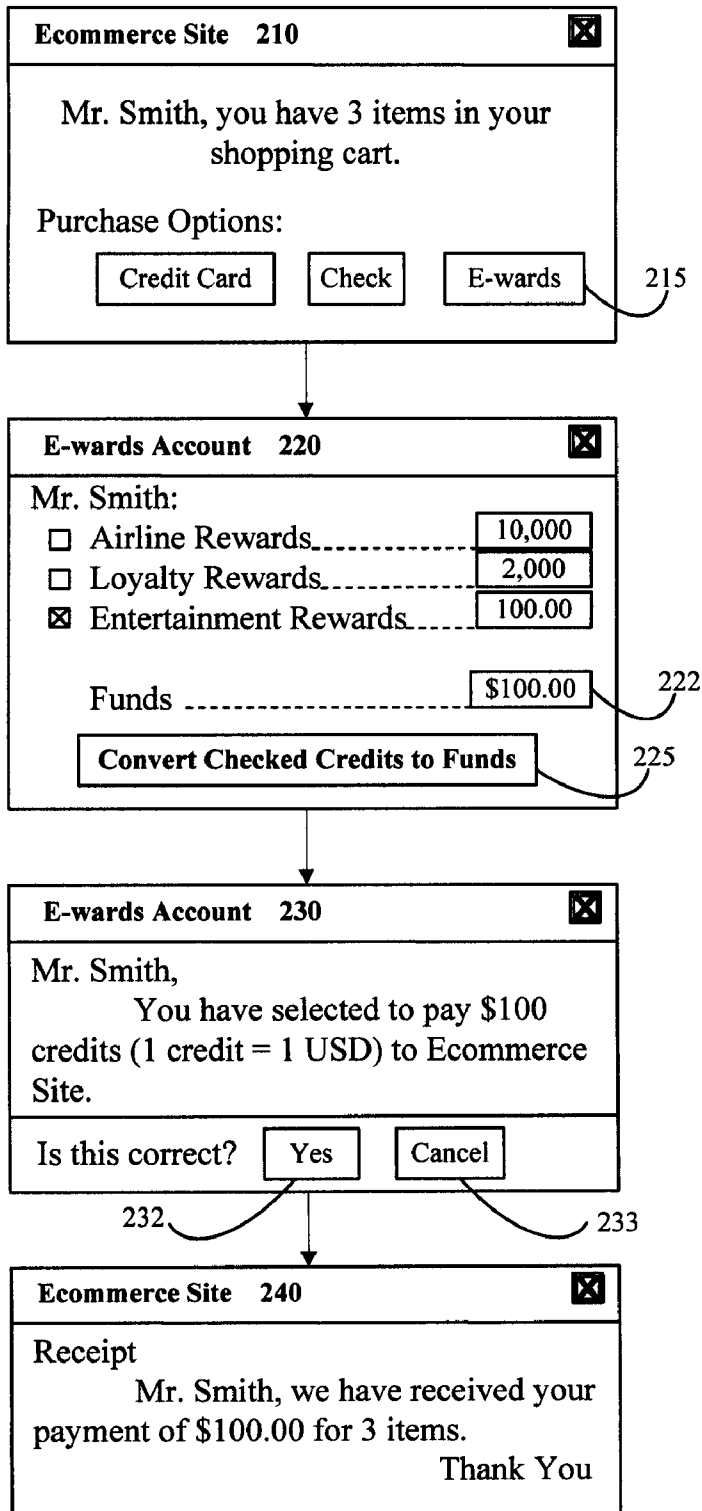 Ecommerce Site 210
Mr. Smith, you have 3 items in your
shopping cart.
Purchase Options:
Credit Card Check E-wards 215
E-wards Account 220
Mr. Smith:
Airline Rewards 10,000
Loyalty Rewards 2,000
Entertainment Rewards 100.00
Funds $100.00 222
Convert Checked Credits to Funds 225
E-wards Account 230
Mr. Smith,
You have selected to pay $100
credits (1 credit = 1 USD) to Ecommerce
Site.
Is this correct? Yes Cancel
232 233
Ecommerce Site 240
Receipt
Mr. Smith, we have received your
payment of $100.00 for 3 items.
Thank You